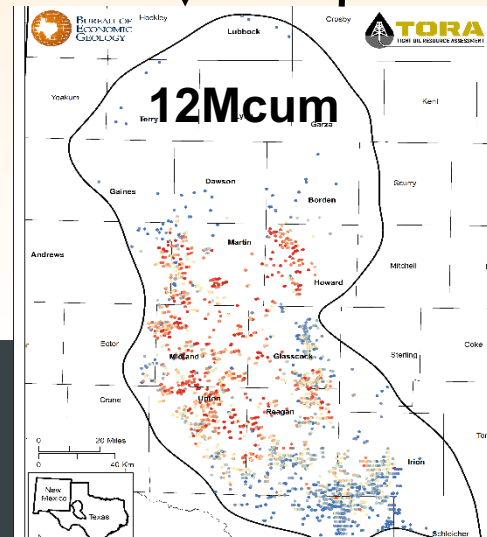 BUREAU OF
ECONOMIC
GEOLOGY
Hockley
Lubbock
Crosby
TORA
TIGHT OIL RESOURCE ASSESSMENT
Yoakum
12Mcum
Kent
Terry
Garza
Gaines
Dawson
Borden
Scurry
Andrews
Martin
Howard
Mitchell
Ector
Midland
Glasscock
Sterling
Coke
Crane
Upton
Reagan
0 20 Miles
0 40 Km
Irion
New
Mexico
Texas
Schleicher